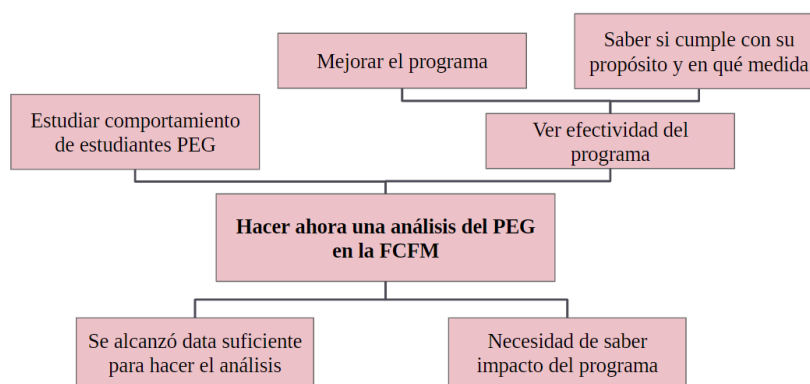 Mejorar el programa
Saber si cumple con su
propósito y en qué medida
Estudiar comportamiento
de estudiantes PEG
Ver efectividad del
programa
Hacer ahora una análisis del PEG
en la FCFM
Se alcanzó data suficiente
para hacer el análisis
Necesidad de saber
impacto del programa